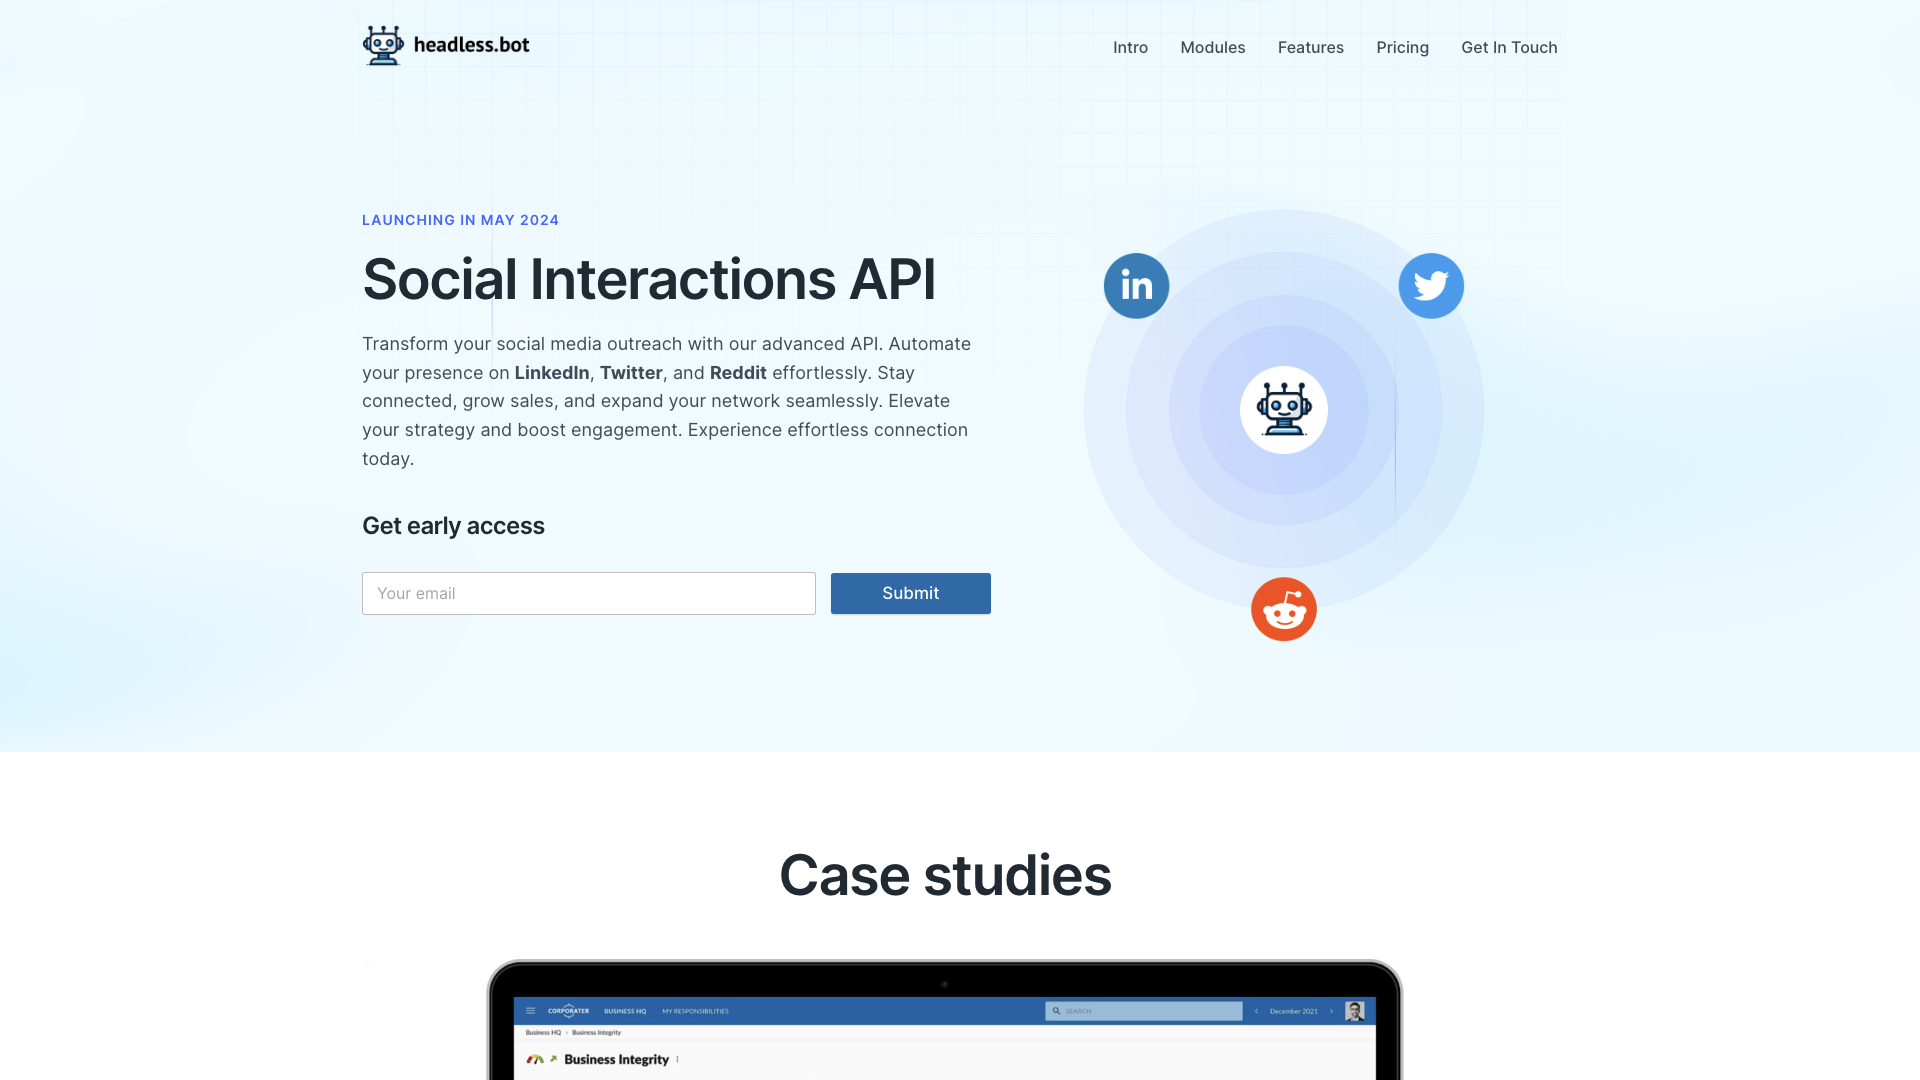 headless.bot
Intro Modules Features Pricing Get In Touch
LAUNCHING IN MAY 2024
Social Interactions API
Transform your social media outreach with our advanced API. Automate
your presence on LinkedIn, Twitter, and Reddit effortlessly. Stay
connected, grow sales, and expand your network seamlessly. Elevate
your strategy and boost engagement. Experience effortless connection
today.
Get early access
Your email
Submit
in
Case studies
CORPORATER BUSINESS HQ MY RESPONSIBILITIES SEARCH December 2021
Business HQ › Business Integrity
Business Integrity